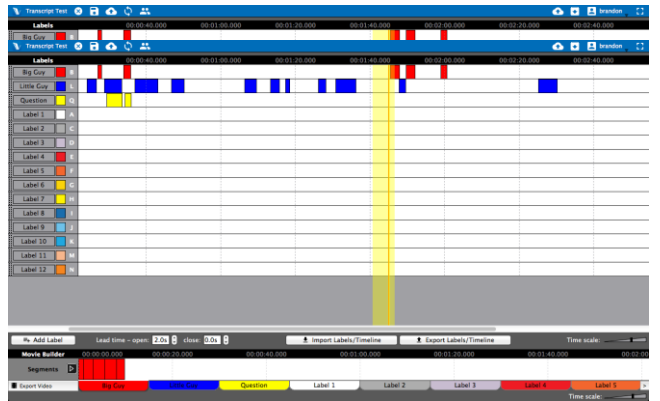 Transcript Test brandon
Labels 00:00:40.000 00:01:00.000 00:01:20.000 00:01:40.000 00:02:00.000 00:02:20.000 00:02:40.000
Big Guy B
Transcript Test brandon
Labels 00:00:40.000 00:01:00.000 00:01:20.000 00:01:40.000 00:02:00.000 00:02:20.000 00:02:40.000
Big Guy B
Little Guy L
Question Q
Label 1 A
Label 2 C
Label 3 D
Label 4 E
Label 5 F
Label 6 G
Label 7 H
Label 8 I
Label 9 J
Label 10 K
Label 11 M
Label 12 N
Add Label Lead time - open: 2.0s close: 0.0s Import Labels/Timeline Export Labels/Timeline Time scale:
Movie Builder 00:00:00.000 00:00:20.000 00:00:40.000 00:01:00.000 00:01:20.000 00:01:40.000 00:02:00
Segments
Export Video Big Guy Little Guy Question Label 1 Label 2 Label 3 Label 4 Label 5
Time scale: